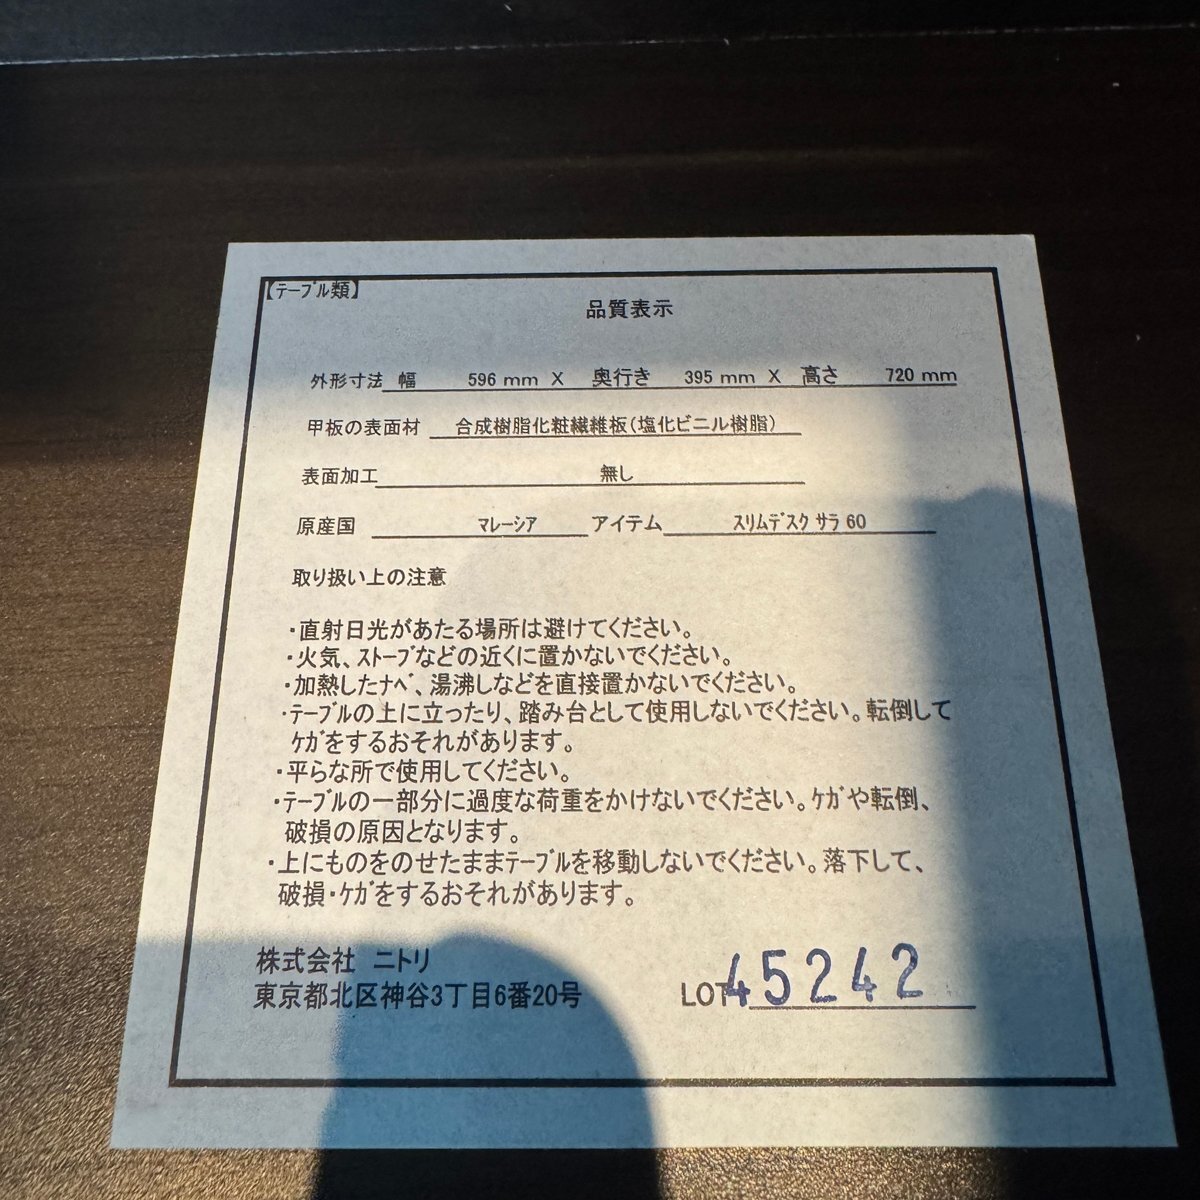 【ﾃｰﾌﾞﾙ類】
品質表示
外形寸法 幅 596 mm X 奥行き 395 mm X 高さ 720 mm
甲板の表面材 合成樹脂化粧繊維板(塩化ビニル樹脂)
表面加工 無し
原産国 ﾏﾚｰｼｱ アイテム ｽﾘﾑﾃﾞｽｸ ｻﾗ 60
取り扱い上の注意
・直射日光があたる場所は避けてください。
・火気、ｽﾄｰﾌﾞなどの近くに置かないでください。
・加熱したﾅﾍﾞ、湯沸しなどを直接置かないでください。
・ﾃｰﾌﾞﾙの上に立ったり、踏み台として使用しないでください。転倒して
ｹｶﾞをするおそれがあります。
・平らな所で使用してください。
・ﾃｰﾌﾞﾙの一部分に過度な荷重をかけないでください。ｹｶﾞや転倒、
破損の原因となります。
・上にものをのせたままﾃｰﾌﾞﾙを移動しないでください。落下して、
破損・ｹｶﾞをするおそれがあります。
株式会社 ニトリ
東京都北区神谷3丁目6番20号
LOT 45242